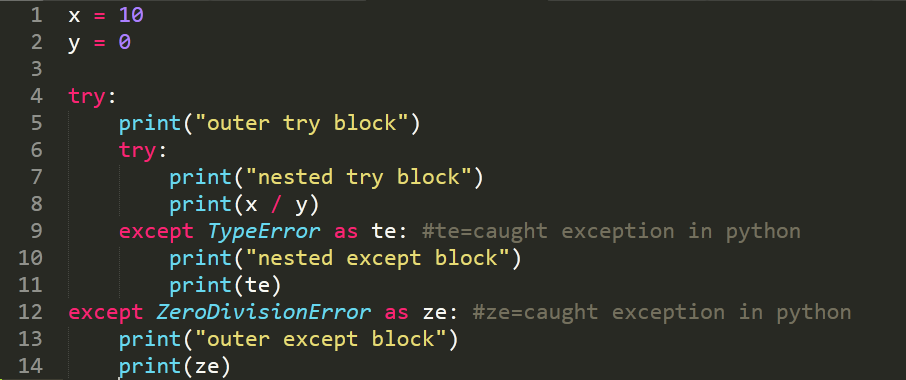 1 x = 10
2 y = 0
3
4 try:
5     print("outer try block")
6     try:
7         print("nested try block")
8         print(x / y)
9     except TypeError as te: #te=caught exception in python
10         print("nested except block")
11         print(te)
12 except ZeroDivisionError as ze: #ze=caught exception in python
13     print("outer except block")
14     print(ze)